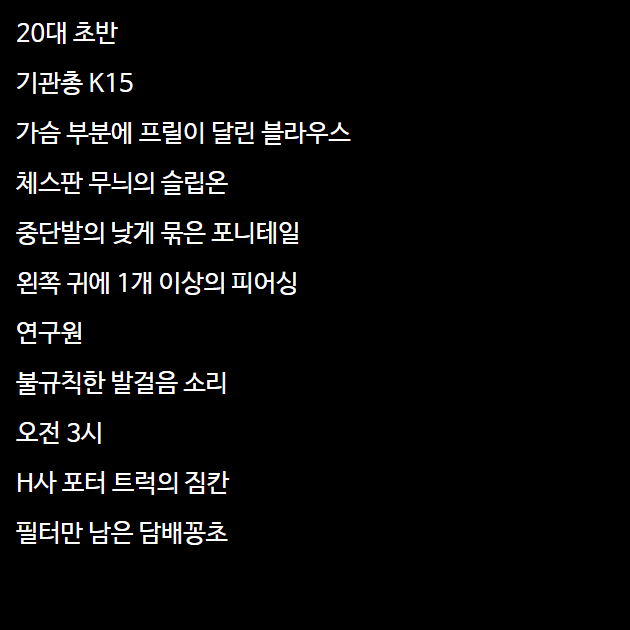 20대 초반
기관총 K15
가슴 부분에 프릴이 달린 블라우스
체스판 무늬의 슬립온
중단발의 낮게 묶은 포니테일
왼쪽 귀에 1개 이상의 피어싱
연구원
불규칙한 발걸음 소리
오전 3시
H사 포터 트럭의 짐칸
필터만 남은 담배꽁초